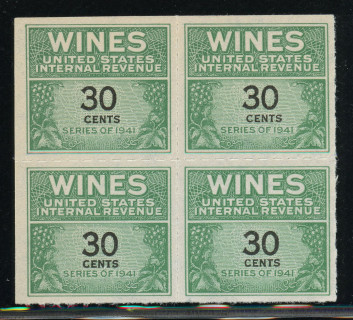 WINES
UNITED STATES
INTERNAL REVENUE
30
CENTS
SERIES OF 1941
WINES
UNITED STATES
INTERNAL REVENUE
30
CENTS
SERIES OF 1941
WINES
UNITED STATES
INTERNAL REVENUE
30
CENTS
SERIES OF 1941
WINES
UNITED STATES
INTERNAL REVENUE
30
CENTS
SERIES OF 1941